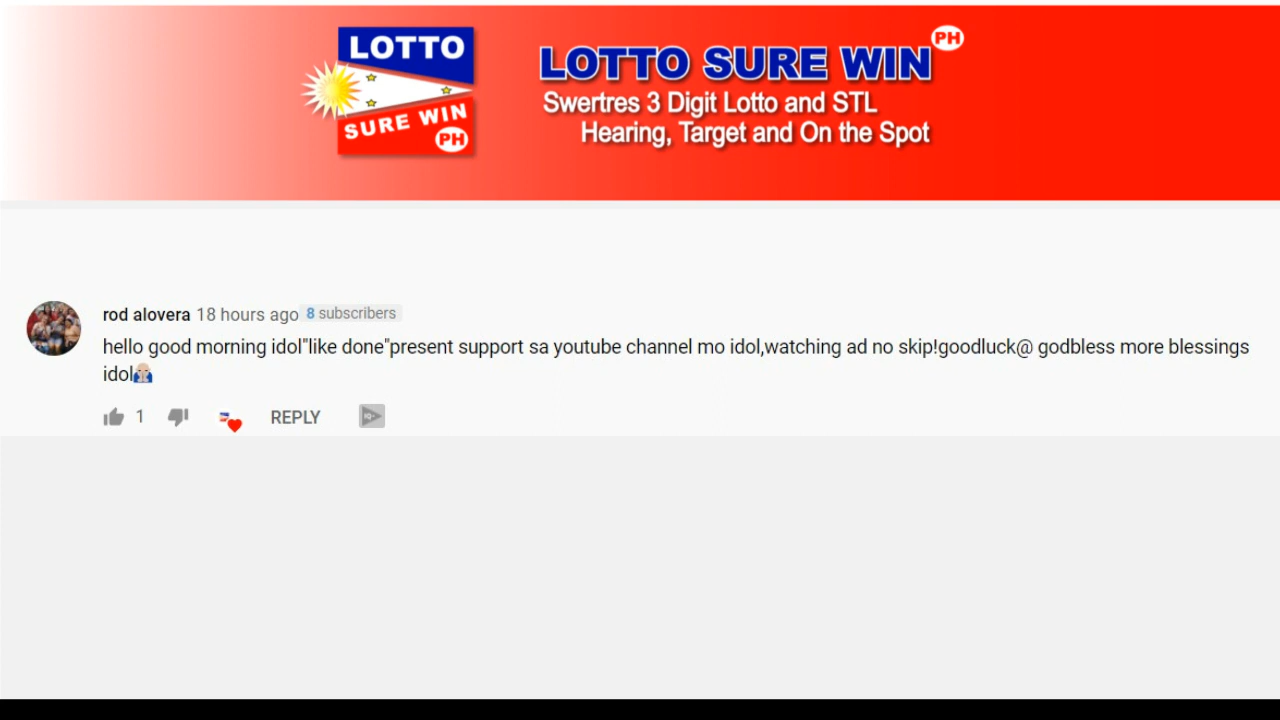 LOTTO
SURE WIN
PH
LOTTO SURE WIN PH
Swertres 3 Digit Lotto and STL
Hearing, Target and On the Spot
rod alovera 18 hours ago 8 subscribers
hello good morning idol"like done"present support sa youtube channel mo idol,watching ad no skip!goodluck@ godbless more blessings
idol🙏
1 REPLY